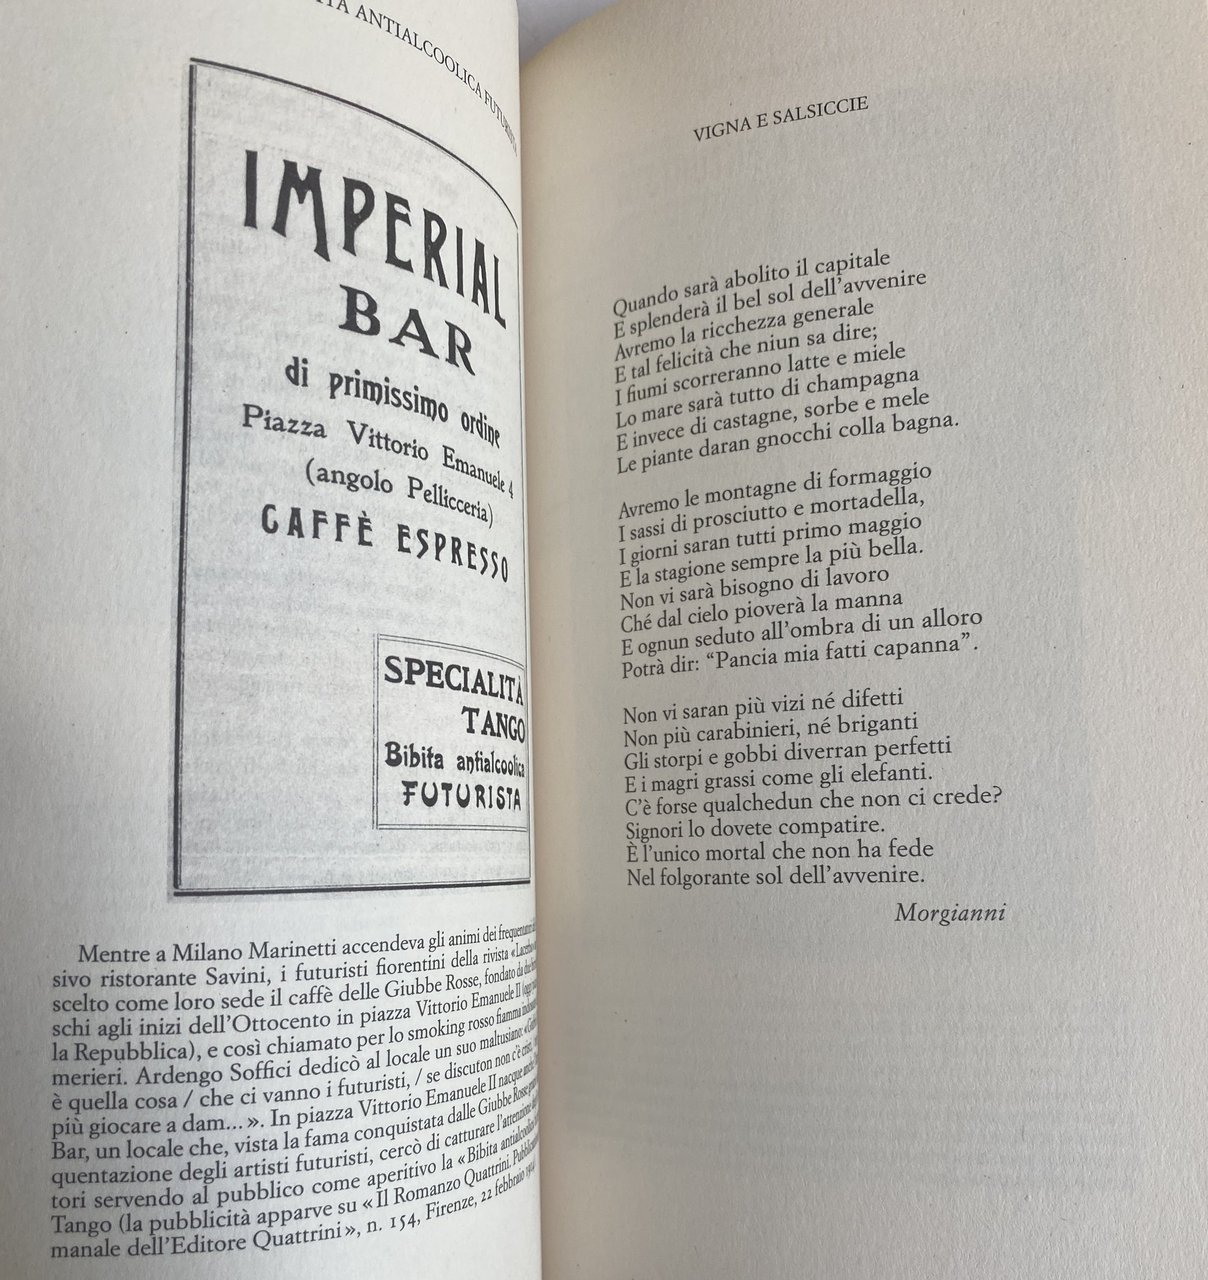 ANTIALCOOLICA
IMPERIAL
BAR
di primissimo ordine
Piazza Vittorio Emanuele 4
(angolo Pellicceria)
CAFFÈ ESPRESSO
SPECIALITÀ
TANGO
Bibita antialcoolica
FUTURISTA
Mentre a Milano Marinetti accendeva gli animi dei frequentatori
sivo ristorante Savini, i futuristi fiorentini della rivista «Lacerba»
scelto come loro sede il caffè delle Giubbe Rosse, fondato da due
schi agli inizi dell'Ottocento in piazza Vittorio Emanuele II (oggi
la Repubblica), e così chiamato per lo smoking rosso fiamma
merieri. Ardengo Soffici dedicò al locale un suo maltusiano:
è quella cosa / che ci vanno i futuristi, / se discuton non c'è cristi
più giocare a dam...». In piazza Vittorio Emanuele II nacque anche
Bar, un locale che, vista la fama conquistata dalle Giubbe Rosse
quentazione degli artisti futuristi, cercò di catturare l'attenzione
tori servendo al pubblico come aperitivo la «Bibita antialcoolica
Tango (la pubblicità apparve su «Il Romanzo Quattrini.
manale dell'Editore Quattrini», n. 154, Firenze, 22 febbraio
VIGNA E SALSICCIE
Quando sarà abolito il capitale
E splenderà il bel sol dell'avvenire
Avremo la ricchezza generale
E tal felicità che niun sa dire;
I fiumi scorreranno latte e miele
Lo mare sarà tutto di champagna
E invece di castagne, sorbe e mele
Le piante daran gnocchi colla bagna.
Avremo le montagne di formaggio
I sassi di prosciutto e mortadella,
I giorni saran tutti primo maggio
E la stagione sempre la più bella.
Non vi sarà bisogno di lavoro
Ché dal cielo pioverà la manna
E ognun seduto all'ombra di un alloro
Potrà dir: “Pancia mia fatti capanna”.
Non vi saran più vizi né difetti
Non più carabinieri, né briganti
Gli storpi e gobbi diverran perfetti
E i magri grassi come gli elefanti.
C'è forse qualchedun che non ci crede?
Signori lo dovete compatire.
È l'unico mortal che non ha fede
Nel folgorante sol dell'avvenire.
Morgianni